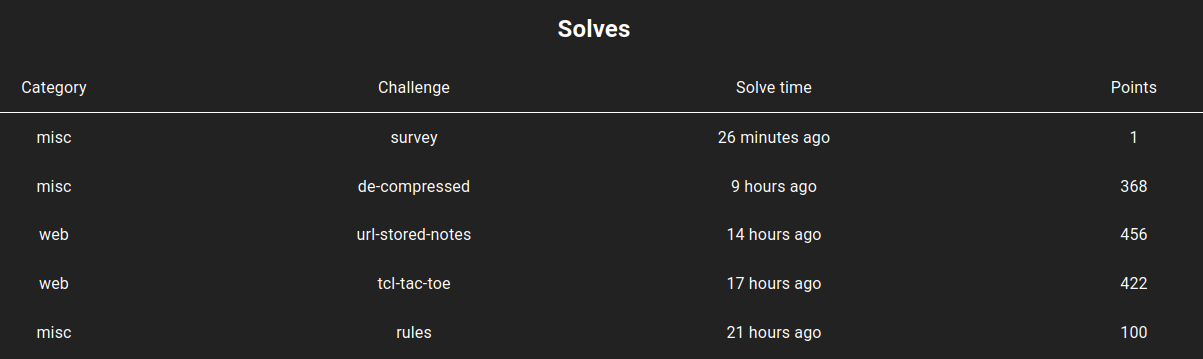 Solves
Category Challenge Solve time Points
misc survey 26 minutes ago 1
misc de-compressed 9 hours ago 368
web url-stored-notes 14 hours ago 456
web tcl-tac-toe 17 hours ago 422
misc rules 21 hours ago 100